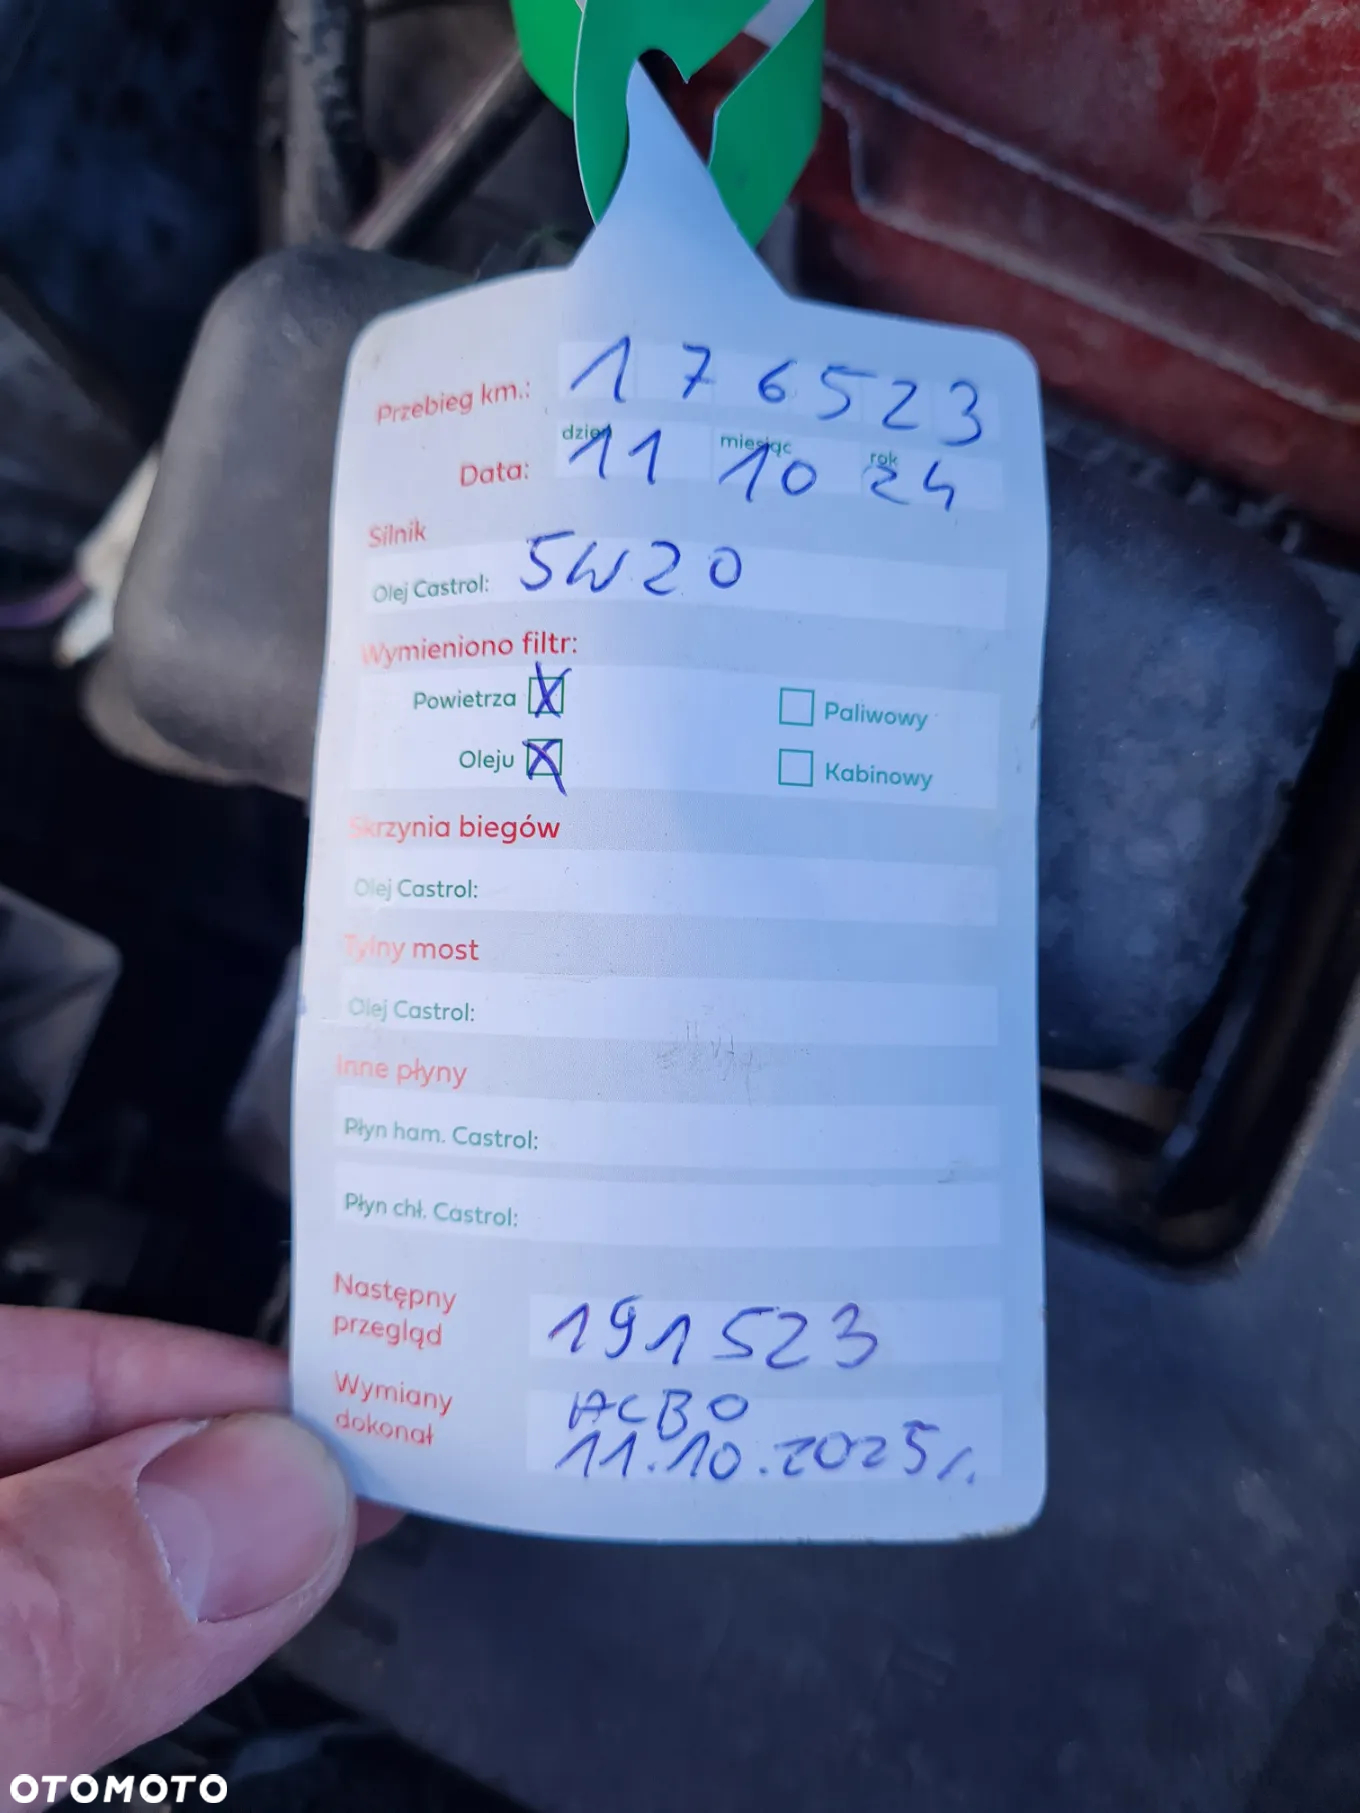 Przebieg km.: 176523
dzień miesiąc rok
Data: 11 10 24
Silnik
Olej Castrol: 5W20
Wymieniono filtr:
Powietrza X Paliwowy
Oleju X Kabinowy
Skrzynia biegów
Olej Castrol:
Tylny most
Olej Castrol:
Inne płyny
Płyn ham. Castrol:
Płyn chł. Castrol:
Następny
przegląd 191523
Wymiany ACBO
dokonał 11.10.2025r.
OTOMOTO